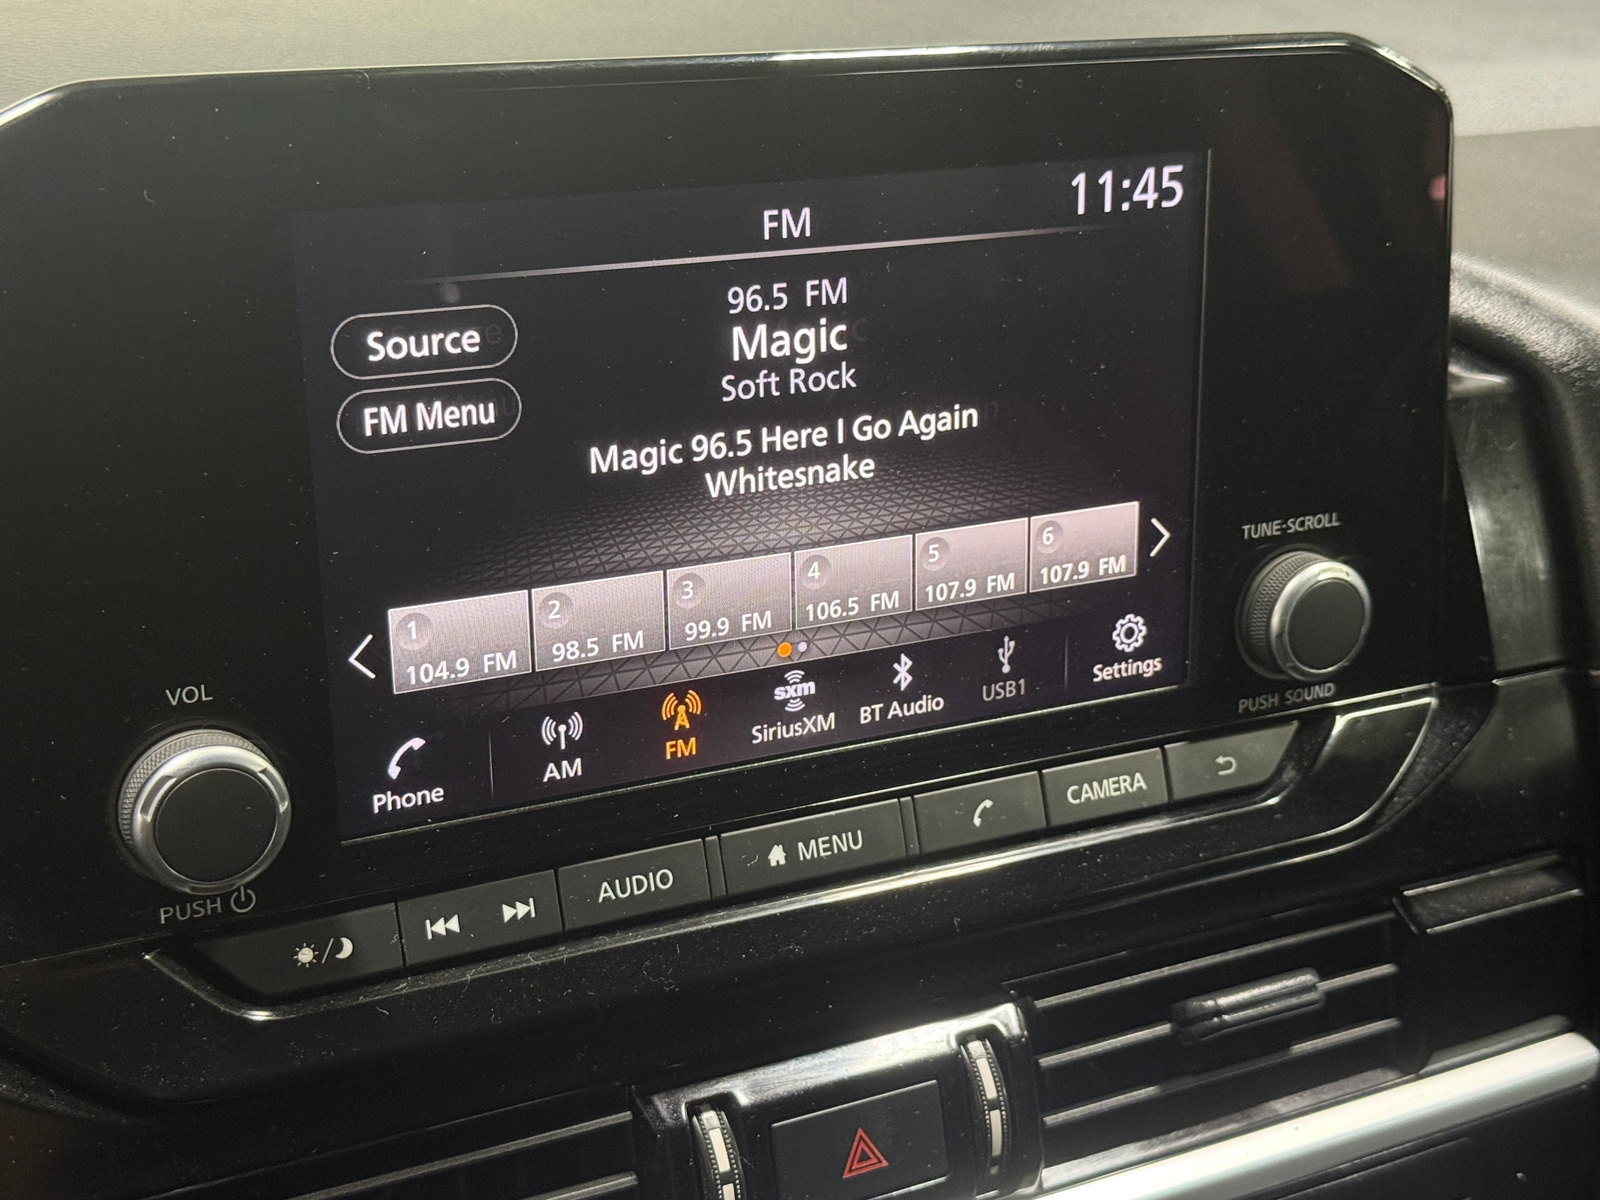 FM
11:45
96.5 FM
Magic
Soft Rock
Source
FM Menu
Magic 96.5 Here I Go Again
Whitesnake
1
104.9 FM
2
98.5 FM
3
99.9 FM
4
106.5 FM
5
107.9 FM
6
107.9 FM
Phone
AM
FM
sxm
SiriusXM
BT Audio
USB1
Settings
VOL
PUSH
TUNE·SCROLL
PUSH SOUND
AUDIO
MENU
CAMERA